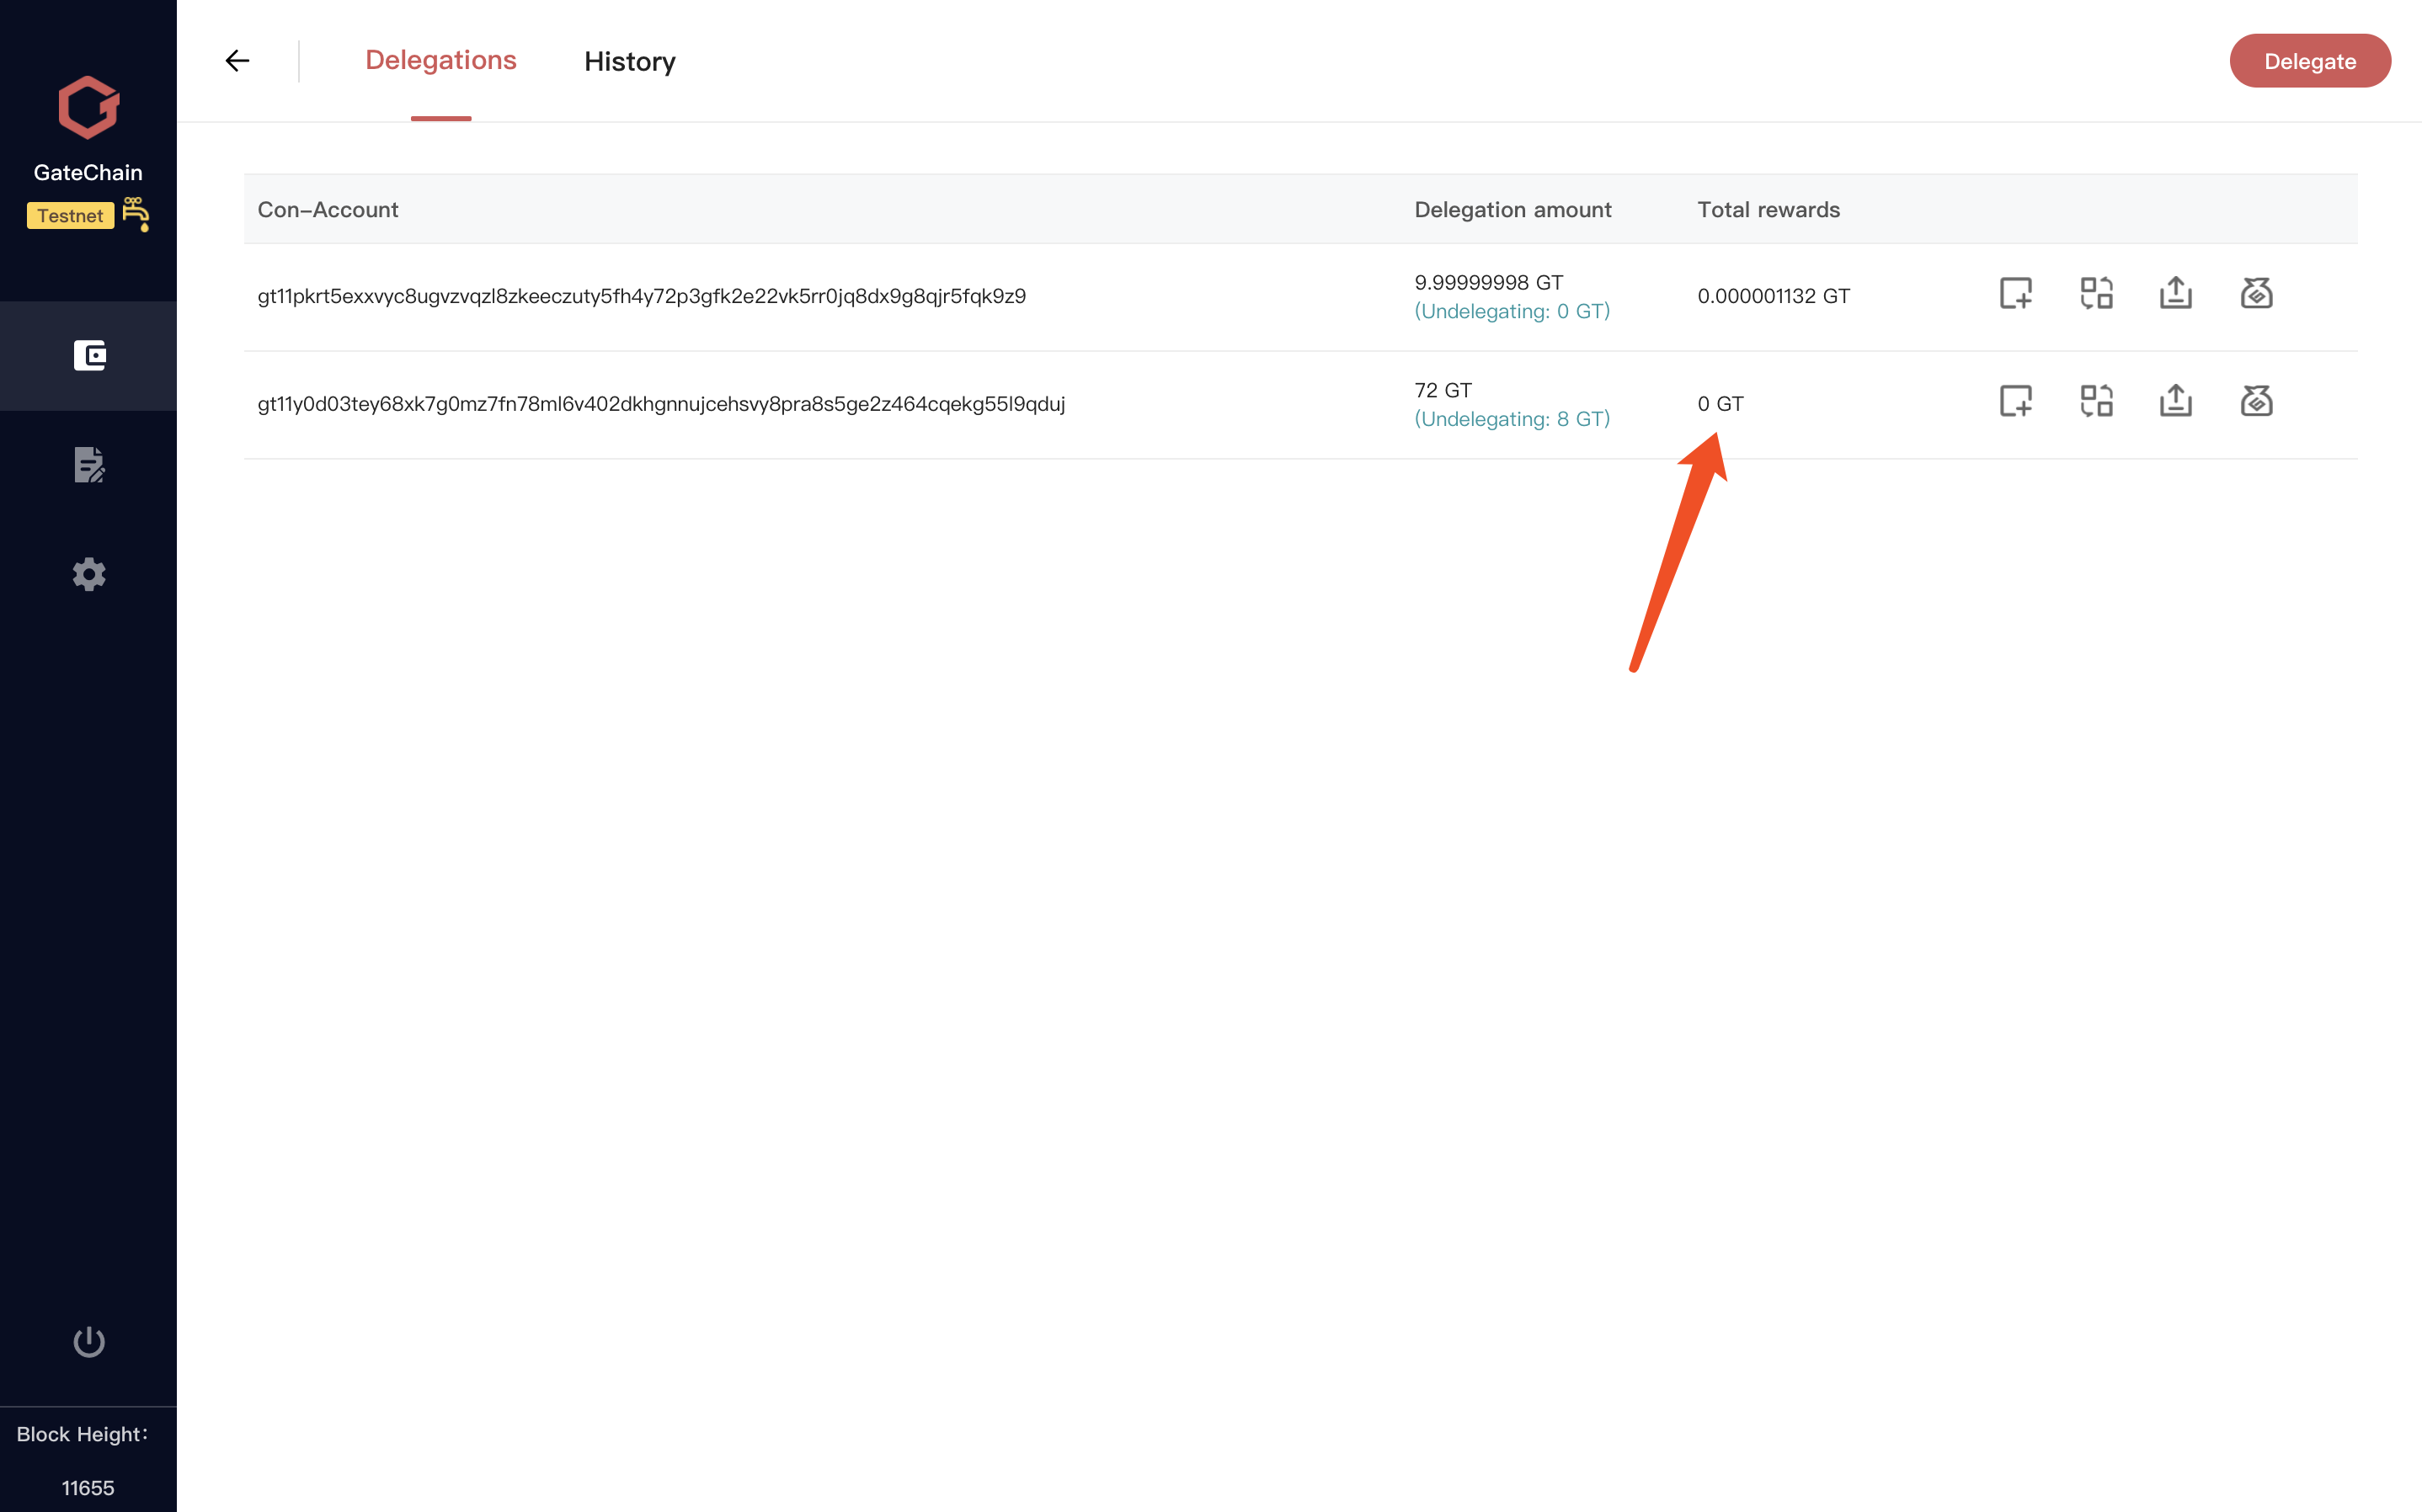 Delegations
History
Delegate
GateChain
Testnet
Con-Account
Delegation amount
Total rewards
gt11pkrt5exxvyc8ugvzvqzl8zkeeczuty5fh4y72p3gfk2e22vk5rr0jq8dx9g8qjr5fqk9z9
9.99999998 GT
(Undelegating: 0 GT)
0.000001132 GT
gt11y0d03tey68xk7g0mz7fn78ml6v402dkhgnnujcehsvy8pra8s5ge2z464cqekg55l9qduj
72 GT
(Undelegating: 8 GT)
0 GT
Block Height:
11655